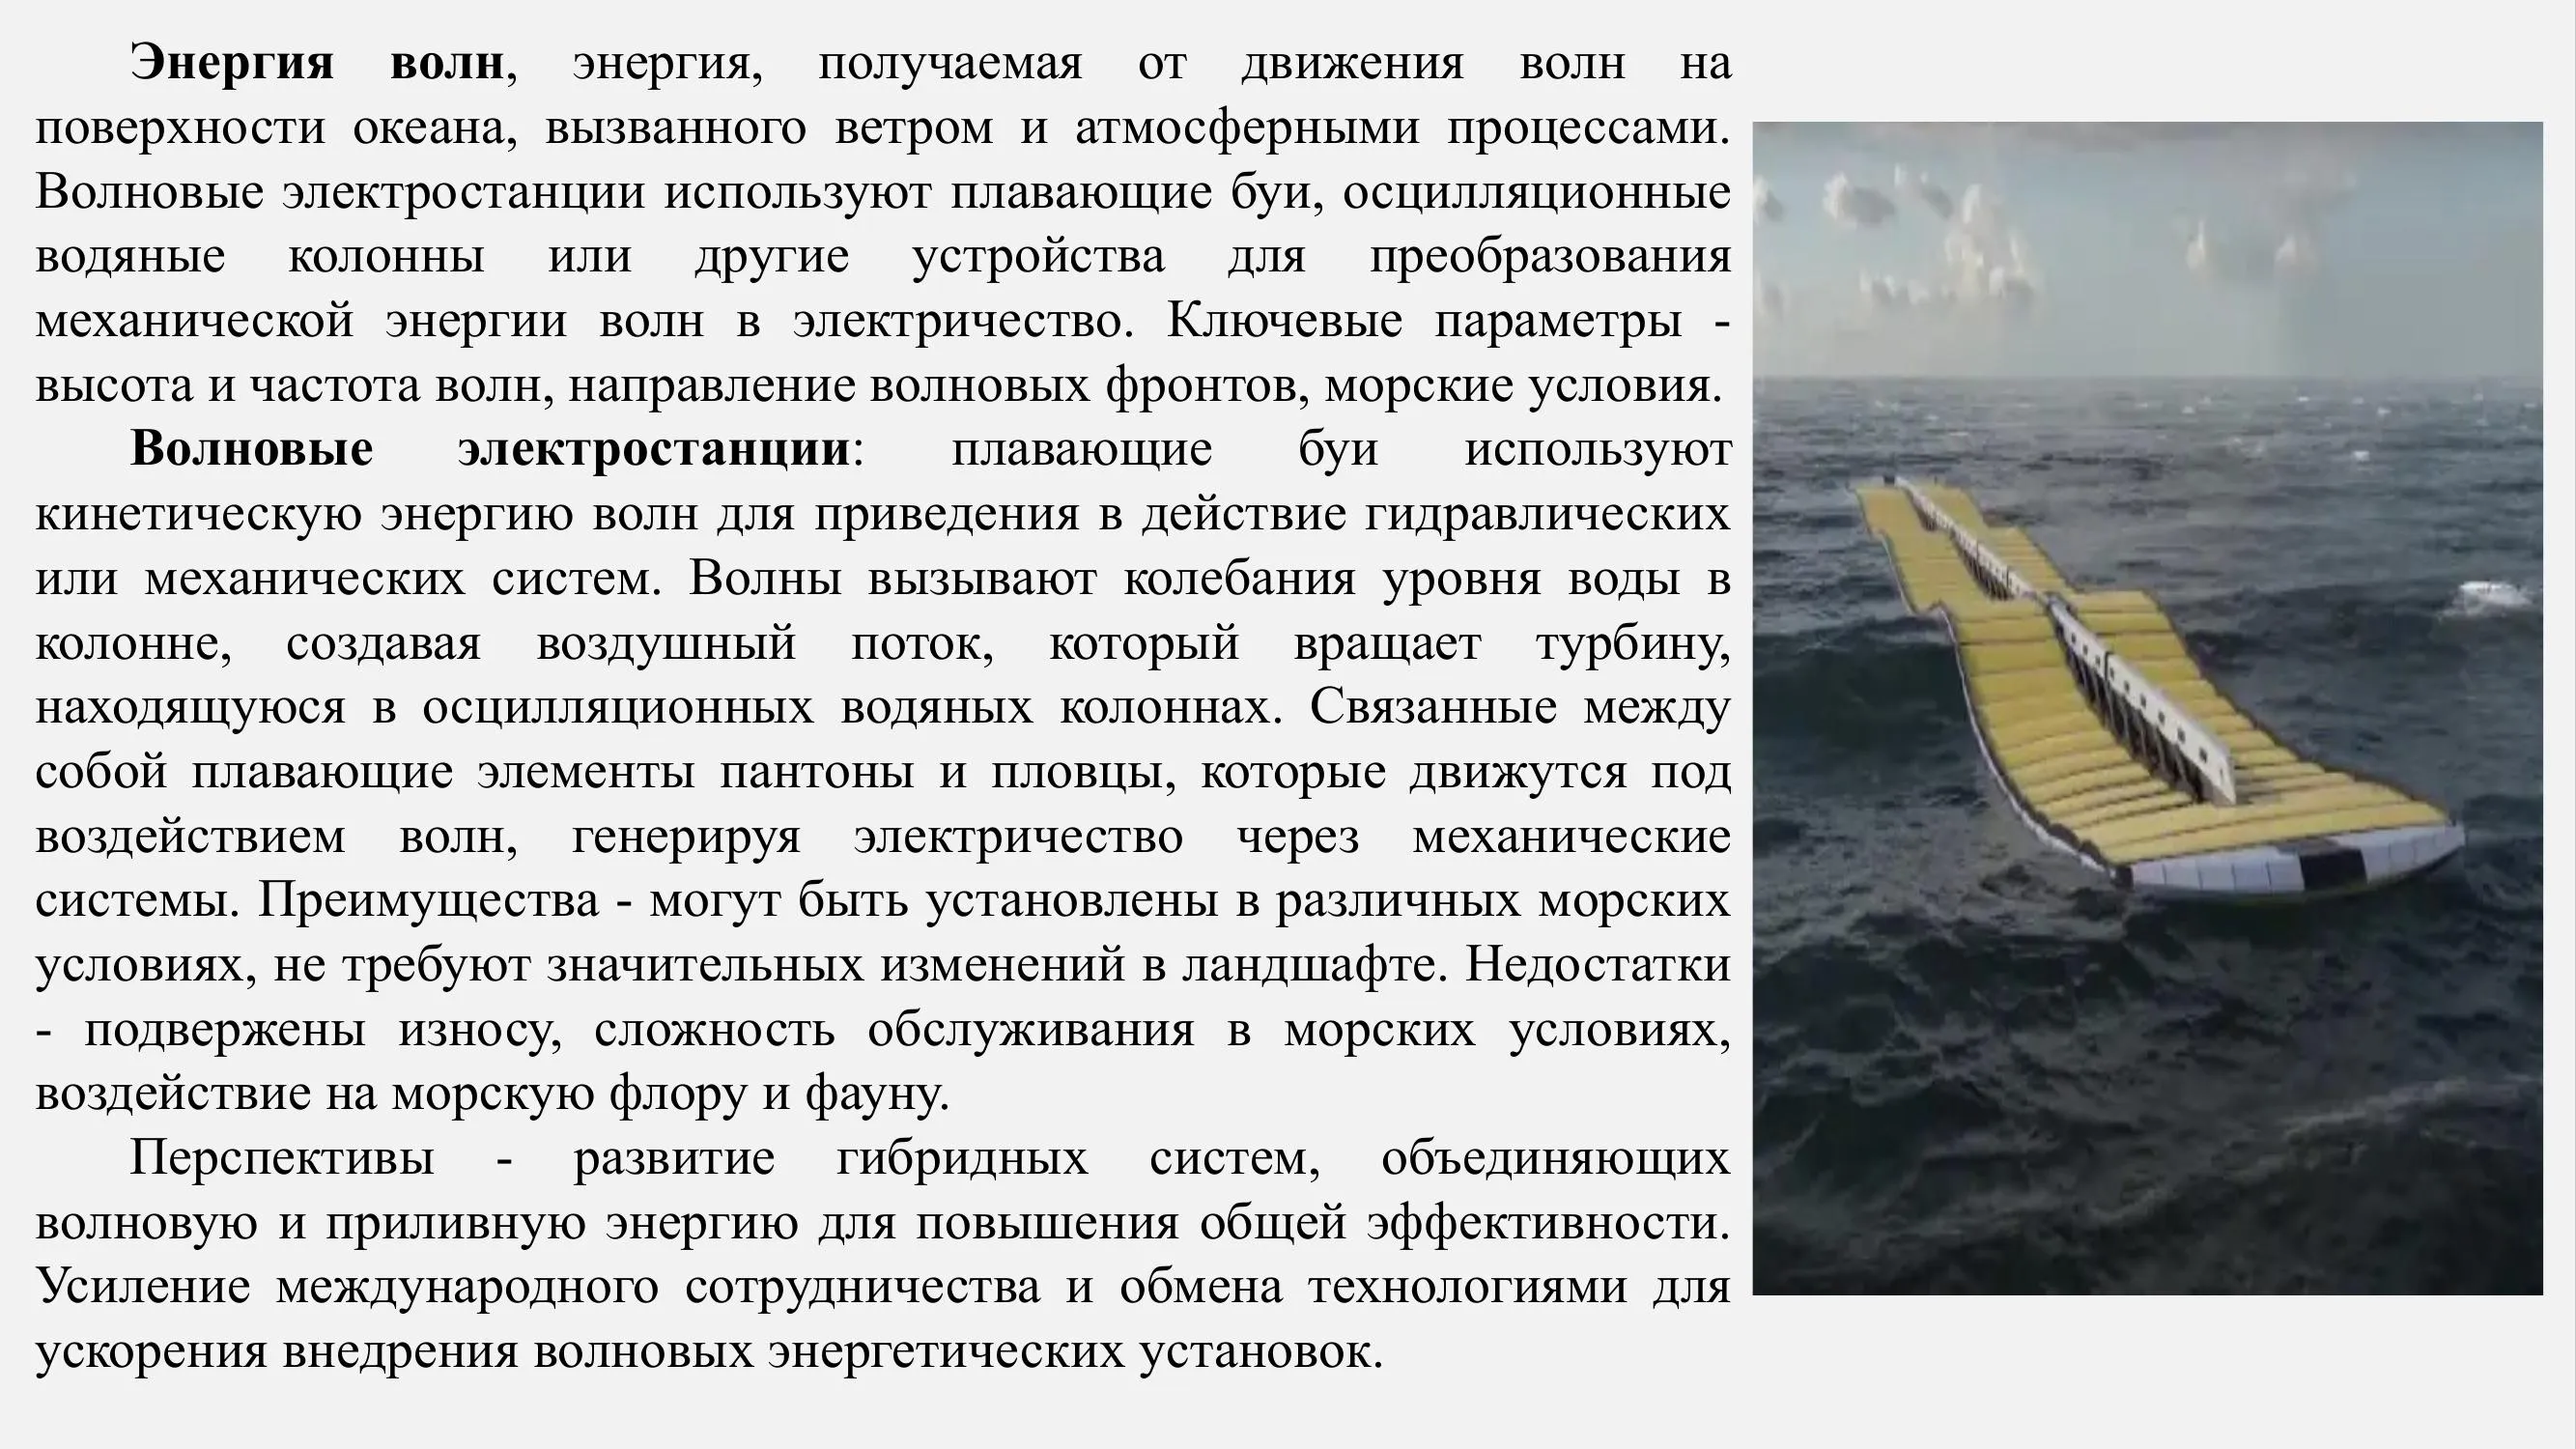 Энергия волн, энергия, получаемая от движения волн на
поверхности океана, вызванного ветром и атмосферными процессами.
Волновые электростанции используют плавающие буи, осцилляционные
водяные колонны или другие устройства для преобразования
механической энергии волн в электричество. Ключевые параметры -
высота и частота волн, направление волновых фронтов, морские условия.
Волновые электростанции: плавающие буи используют
кинетическую энергию волн для приведения в действие гидравлических
или механических систем. Волны вызывают колебания уровня воды в
колонне, создавая воздушный поток, который вращает турбину,
находящуюся в осцилляционных водяных колоннах. Связанные между
собой плавающие элементы пантоны и пловцы, которые движутся под
воздействием волн, генерируя электричество через механические
системы. Преимущества - могут быть установлены в различных морских
условиях, не требуют значительных изменений в ландшафте. Недостатки
- подвержены износу, сложность обслуживания в морских условиях,
воздействие на морскую флору и фауну.
Перспективы - развитие гибридных систем, объединяющих
волновую и приливную энергию для повышения общей эффективности.
Усиление международного сотрудничества и обмена технологиями для
ускорения внедрения волновых энергетических установок.